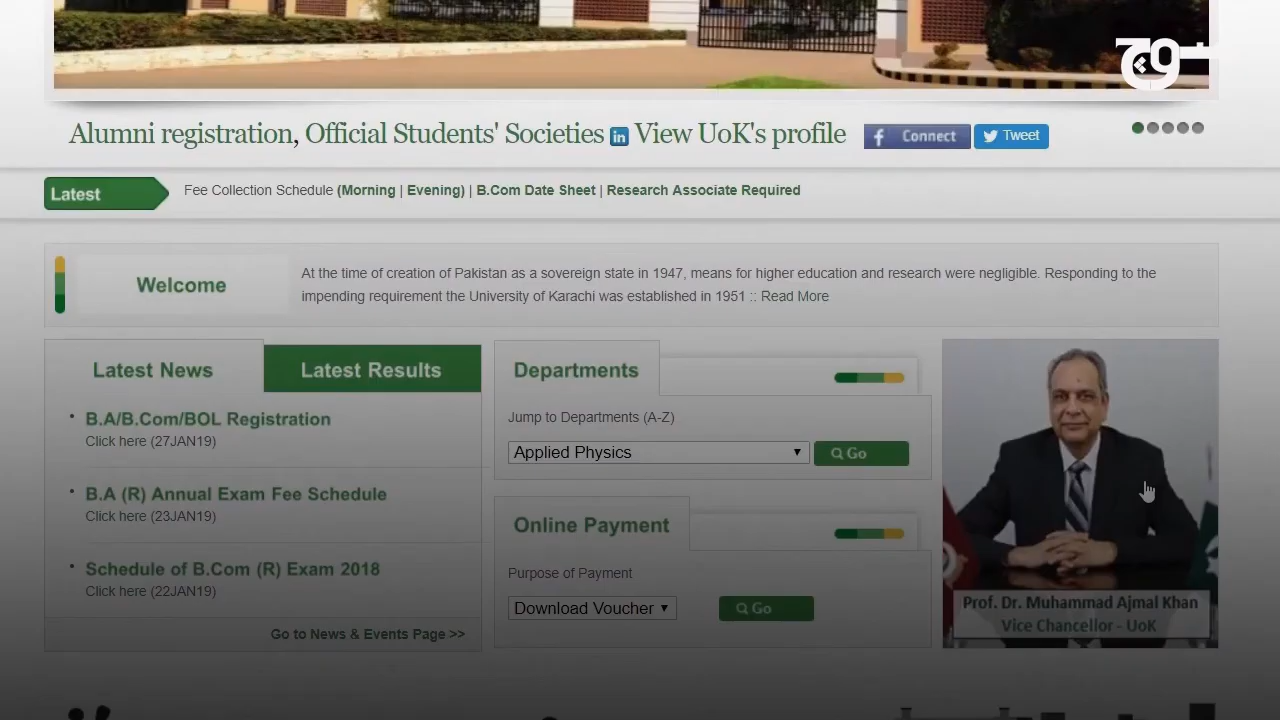 سوچ
Alumni registration, Official Students' Societies in View UoK's profile
f Connect
Tweet
Latest
Fee Collection Schedule (Morning | Evening) | B.Com Date Sheet | Research Associate Required
Welcome
At the time of creation of Pakistan as a sovereign state in 1947, means for higher education and research were negligible. Responding to the
impending requirement the University of Karachi was established in 1951 :: Read More
Latest News
Latest Results
B.A/B.Com/BOL Registration
Click here (27JAN19)
B.A (R) Annual Exam Fee Schedule
Click here (23JAN19)
Schedule of B.Com (R) Exam 2018
Click here (22JAN19)
Go to News & Events Page >>
Departments
Jump to Departments (A-Z)
Applied Physics
Go
Online Payment
Purpose of Payment
Download Voucher
Go
Prof. Dr. Muhammad Ajmal Khan
Vice Chancellor - UoK